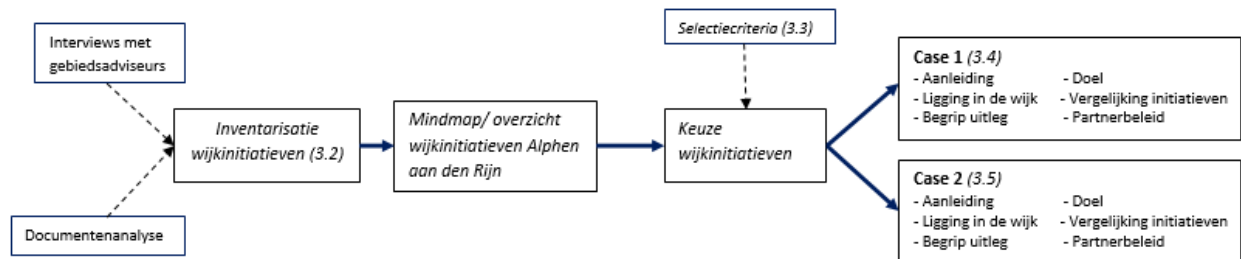 Interviews met
gebiedsadviseurs
Documentenanalyse
Inventarisatie
wijkinitiatieven (3.2)
Mindmap/ overzicht
wijkinitiatieven Alphen
aan den Rijn
Selectiecriteria (3.3)
Keuze
wijkinitiatieven
Case 1 (3.4)
- Aanleiding - Doel
- Ligging in de wijk - Vergelijking initiatieven
- Begrip uitleg - Partnerbeleid
Case 2 (3.5)
- Aanleiding - Doel
- Ligging in de wijk - Vergelijking initiatieven
- Begrip uitleg - Partnerbeleid